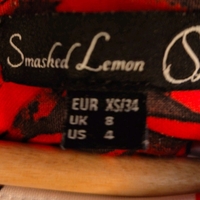 Smashed Lemon
EUR XS/34
UK 8
US 4